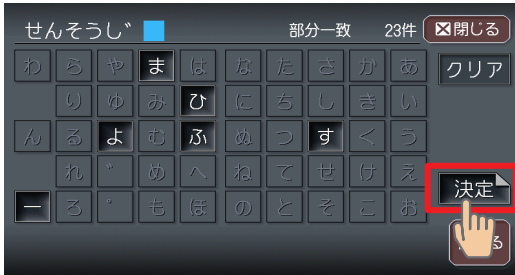 せんそうじ 部分一致 23件 ☒閉じる
わ ら や ま は な た さ か あ クリア
り ゆ み ひ に ち し き い
ん る よ む ふ ぬ つ す く う
れ ゛ め へ ね て せ け え 決定
ー ろ ゜ も ほ の と そ こ お る